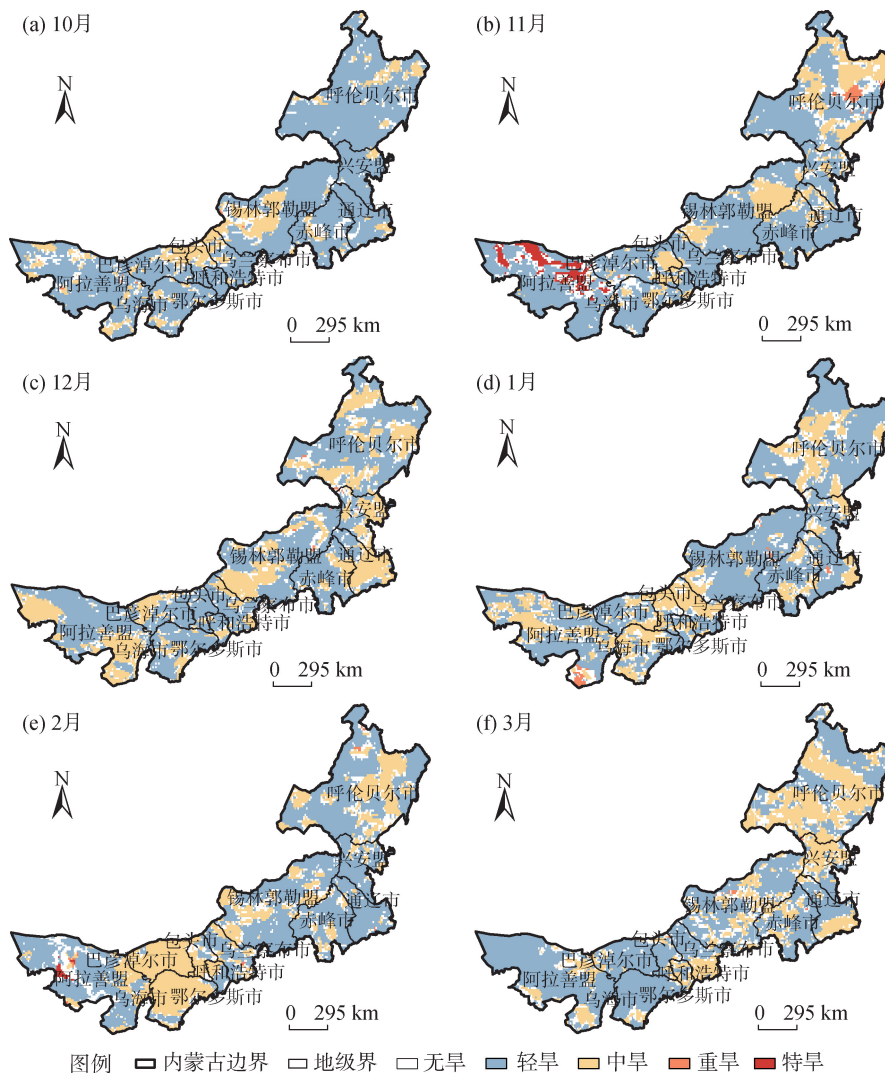 (a) 10月
N
呼伦贝尔市
兴安盟
锡林郭勒盟
通辽市
赤峰市
包头市
乌兰察布市
巴彦淖尔市
呼和浩特市
阿拉善盟
乌海市
鄂尔多斯市
0 295 km
(b) 11月
N
呼伦贝尔市
兴安盟
锡林郭勒盟
通辽市
赤峰市
包头市
乌兰察布市
巴彦淖尔市
呼和浩特市
阿拉善盟
乌海市
鄂尔多斯市
0 295 km
(c) 12月
N
呼伦贝尔市
兴安盟
锡林郭勒盟
通辽市
赤峰市
包头市
乌兰察布市
巴彦淖尔市
呼和浩特市
阿拉善盟
乌海市
鄂尔多斯市
0 295 km
(d) 1月
N
呼伦贝尔市
兴安盟
锡林郭勒盟
通辽市
赤峰市
包头市
乌兰察布市
巴彦淖尔市
呼和浩特市
阿拉善盟
乌海市
鄂尔多斯市
0 295 km
(e) 2月
N
呼伦贝尔市
兴安盟
锡林郭勒盟
通辽市
赤峰市
包头市
乌兰察布市
巴彦淖尔市
呼和浩特市
阿拉善盟
乌海市
鄂尔多斯市
0 295 km
(f) 3月
N
呼伦贝尔市
兴安盟
锡林郭勒盟
通辽市
赤峰市
包头市
乌兰察布市
巴彦淖尔市
呼和浩特市
阿拉善盟
乌海市
鄂尔多斯市
0 295 km
图例 内蒙古边界 地级界 无旱 轻旱 中旱 重旱 特旱